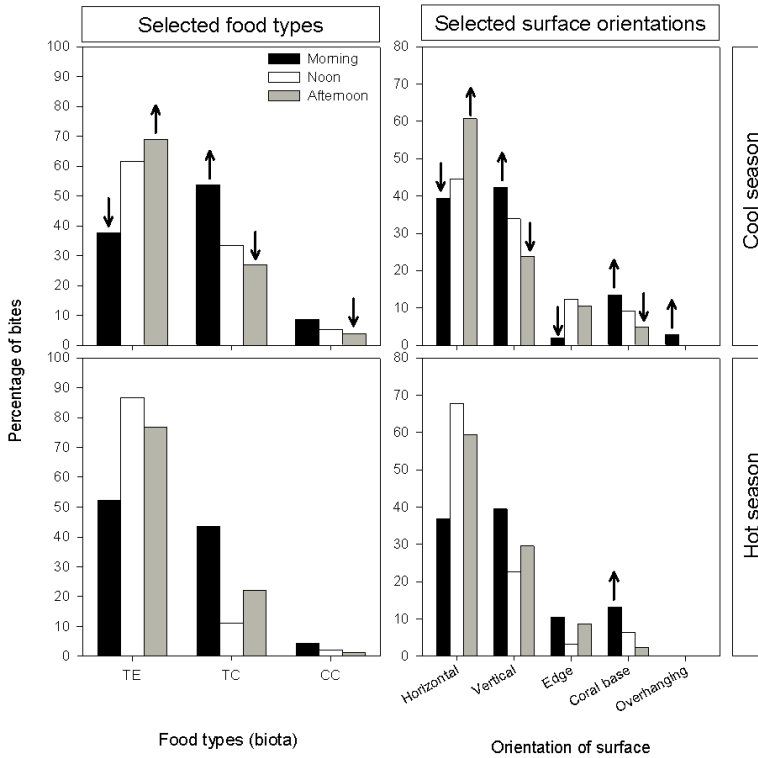 Selected food types
Selected surface orientations
Morning
Noon
Afternoon
100
90
80
70
60
50
40
30
20
10
0
80
70
60
50
40
30
20
10
0
Cool season
Percentage of bites
100
90
80
70
60
50
40
30
20
10
0
TE
TC
CC
80
70
60
50
40
30
20
10
0
Horizontal
Vertical
Edge
Coral base
Overhanging
Hot season
Food types (biota)
Orientation of surface